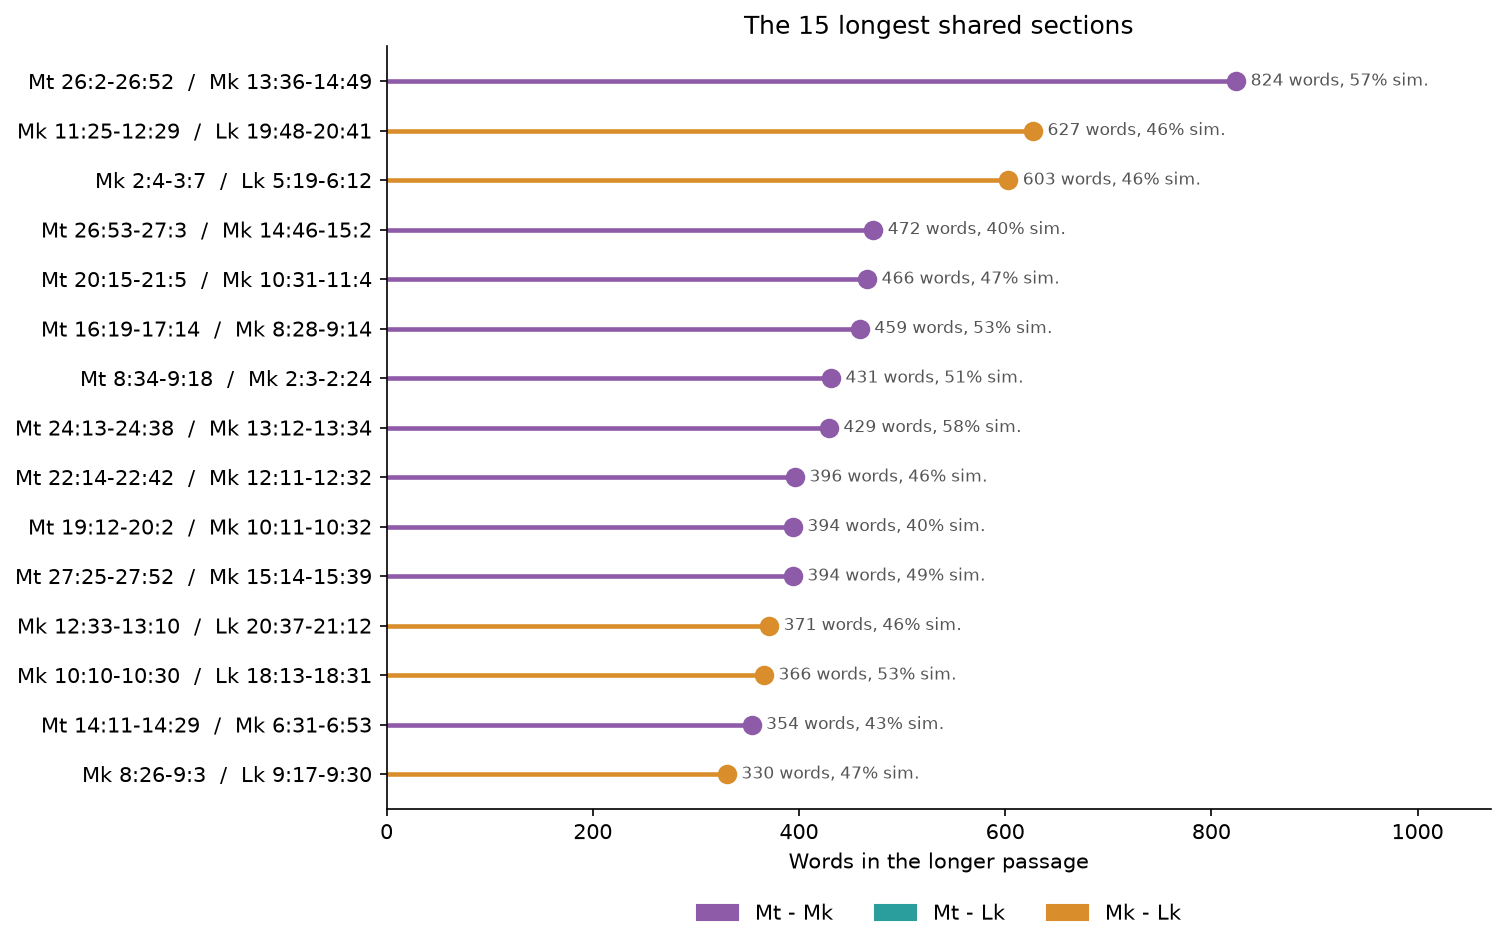 The 15 longest shared sections
Mt 26:2-26:52 / Mk 13:36-14:49 824 words, 57% sim.
Mk 11:25-12:29 / Lk 19:48-20:41 627 words, 46% sim.
Mk 2:4-3:7 / Lk 5:19-6:12 603 words, 46% sim.
Mt 26:53-27:3 / Mk 14:46-15:2 472 words, 40% sim.
Mt 20:15-21:5 / Mk 10:31-11:4 466 words, 47% sim.
Mt 16:19-17:14 / Mk 8:28-9:14 459 words, 53% sim.
Mt 8:34-9:18 / Mk 2:3-2:24 431 words, 51% sim.
Mt 24:13-24:38 / Mk 13:12-13:34 429 words, 58% sim.
Mt 22:14-22:42 / Mk 12:11-12:32 396 words, 46% sim.
Mt 19:12-20:2 / Mk 10:11-10:32 394 words, 40% sim.
Mt 27:25-27:52 / Mk 15:14-15:39 394 words, 49% sim.
Mk 12:33-13:10 / Lk 20:37-21:12 371 words, 46% sim.
Mk 10:10-10:30 / Lk 18:13-18:31 366 words, 53% sim.
Mt 14:11-14:29 / Mk 6:31-6:53 354 words, 43% sim.
Mk 8:26-9:3 / Lk 9:17-9:30 330 words, 47% sim.
0 200 400 600 800 1000
Words in the longer passage
Mt - Mk Mt - Lk Mk - Lk